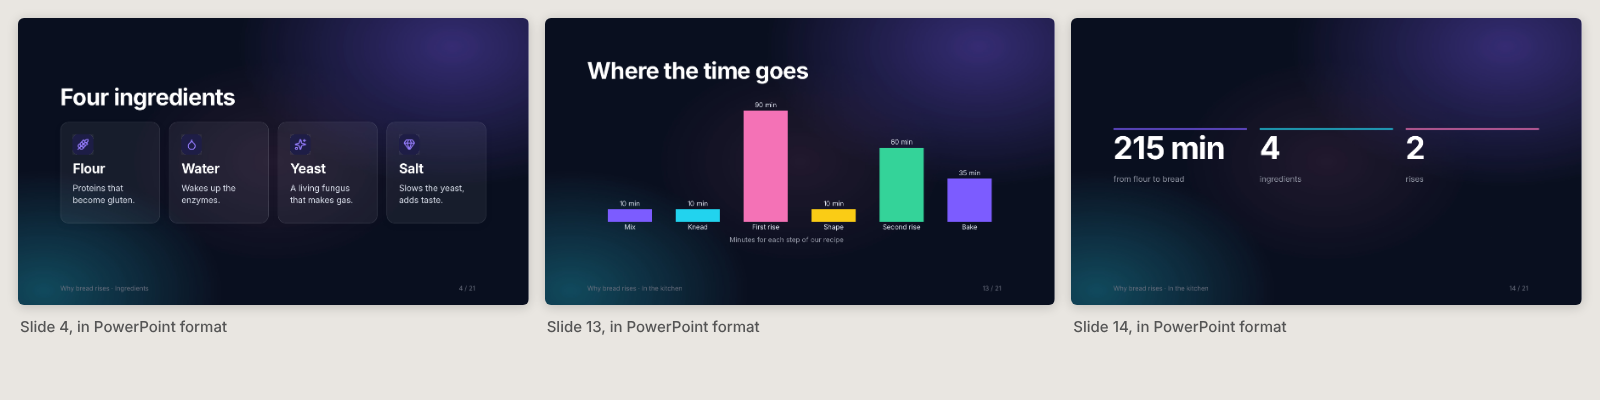 Four ingredients
Flour
Proteins that
become gluten.
Water
Wakes up the
enzymes.
Yeast
A living fungus
that makes gas.
Salt
Slows the yeast,
adds taste.
Why bread rises · Ingredients
4 / 21
Slide 4, in PowerPoint format
Where the time goes
90 min
60 min
35 min
10 min
10 min
10 min
Mix
Knead
First rise
Shape
Second rise
Bake
Minutes for each step of our recipe
Why bread rises · In the kitchen
13 / 21
Slide 13, in PowerPoint format
215 min
from flour to bread
4
ingredients
2
rises
Why bread rises · In the kitchen
14 / 21
Slide 14, in PowerPoint format